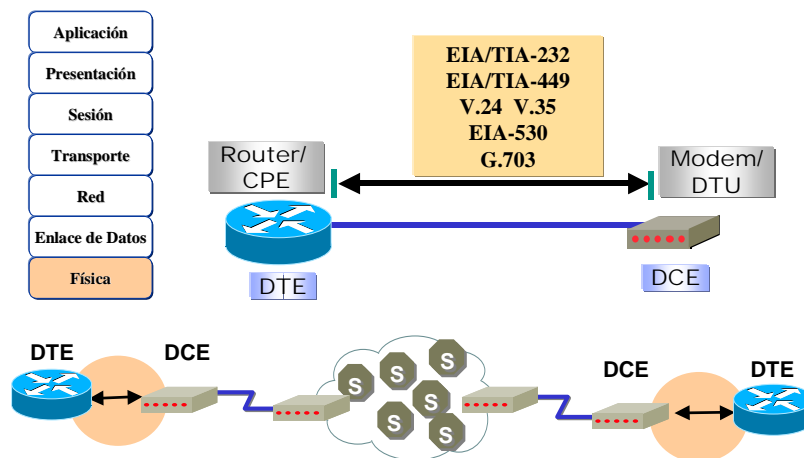 Aplicación
Presentación
Sesión
Transporte
Red
Enlace de Datos
Física
EIA/TIA-232
EIA/TIA-449
V.24 V.35
EIA-530
G.703
Router/
CPE
Modem/
DTU
DTE
DCE
DTE
DCE
S
S
S
S
S
S
S
DCE
DTE